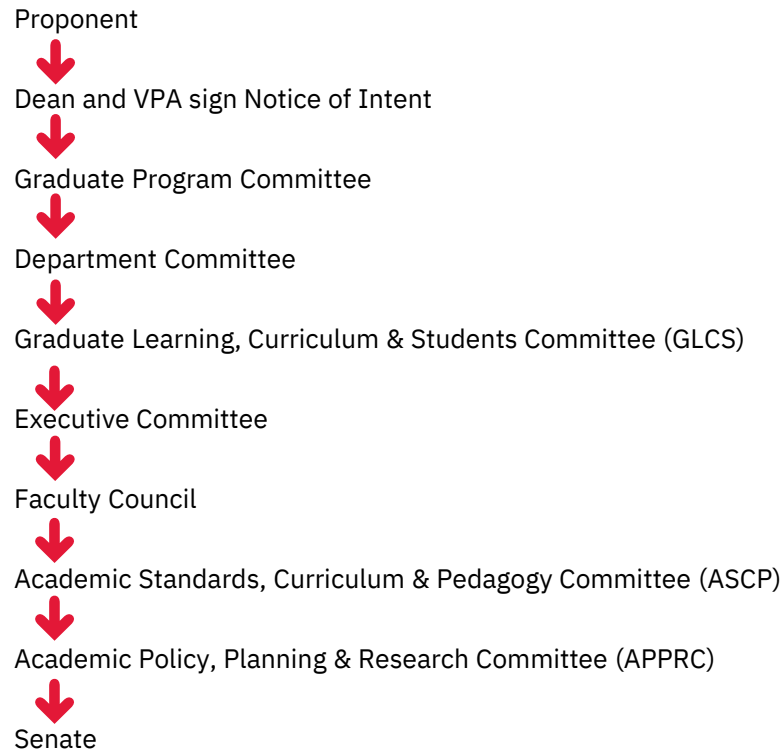 Proponent
Dean and VPA sign Notice of Intent
Graduate Program Committee
Department Committee
Graduate Learning, Curriculum & Students Committee (GLCS)
Executive Committee
Faculty Council
Academic Standards, Curriculum & Pedagogy Committee (ASCP)
Academic Policy, Planning & Research Committee (APPRC)
Senate